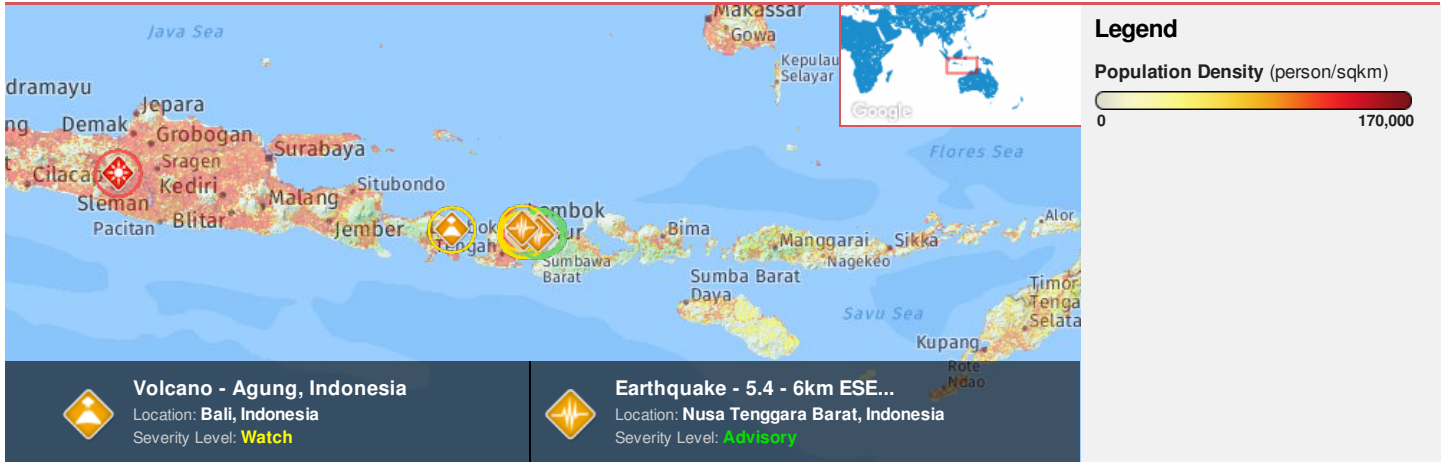 Makassar
Java Sea
Gowa
Kepulau
Selayar
dramayu
Jepara
Google
ng
Demak
Grobogan
Surabaya
Flores Sea
t
Cilacap
Sragen
Kediri
Situbondo
Sleman
Malang
Pacitan
Blitar
Jember
Lombok
Tengah
Lombok
ur
Bima
Alor
Manggarai
Sikka
Sumbawa
Barat
Nagekeo
Sumba Barat
Daya
Timor
Tenga
Selata
Savu Sea
Kupang
Rote
Ndao
Volcano - Agung, Indonesia
Location: Bali, Indonesia
Severity Level: Watch
Earthquake - 5.4 - 6km ESE...
Location: Nusa Tenggara Barat, Indonesia
Severity Level: Advisory
Legend
Population Density (person/sqkm)
0
170,000